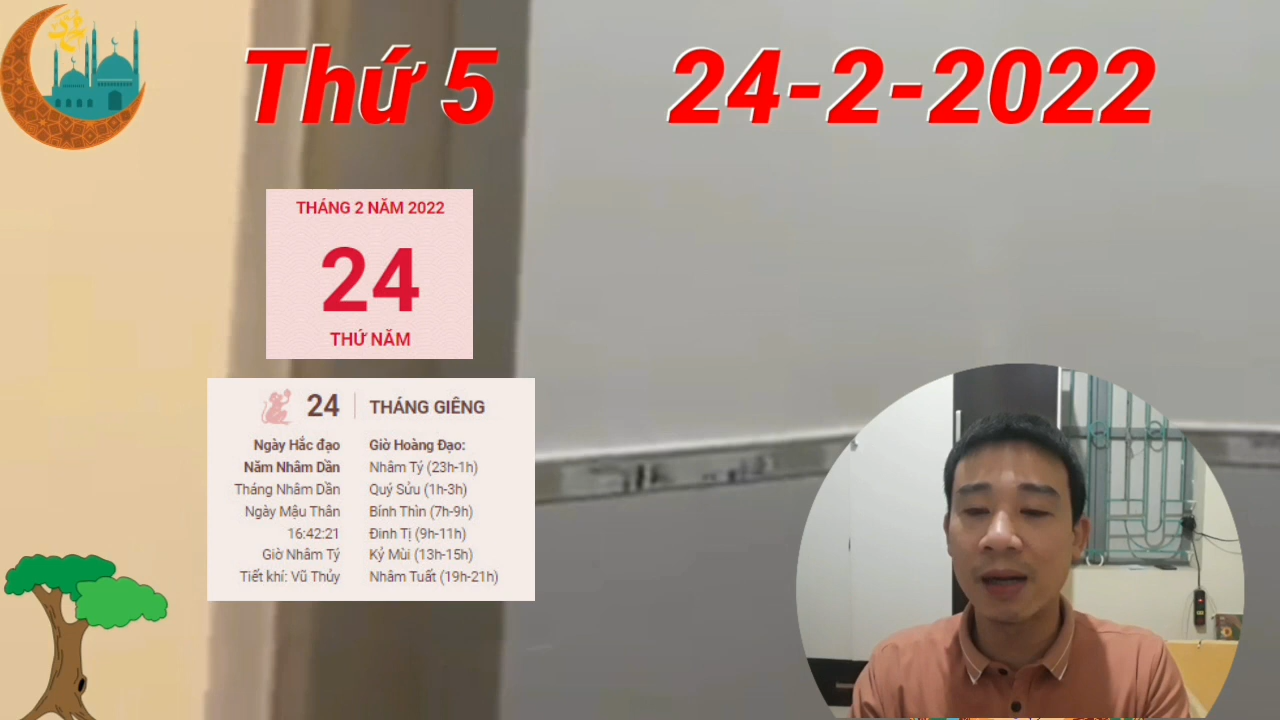 Thứ 5 24-2-2022
THÁNG 2 NĂM 2022
24
THỨ NĂM
24 THÁNG GIÊNG
Ngày Hắc đạo Giờ Hoàng Đạo:
Năm Nhâm Dần Nhâm Tý (23h-1h)
Tháng Nhâm Dần Quý Sửu (1h-3h)
Ngày Mậu Thân Bính Thìn (7h-9h)
16:42:21 Đinh Tị (9h-11h)
Giờ Nhâm Tý Kỷ Mùi (13h-15h)
Tiết khí: Vũ Thủy Nhâm Tuất (19h-21h)